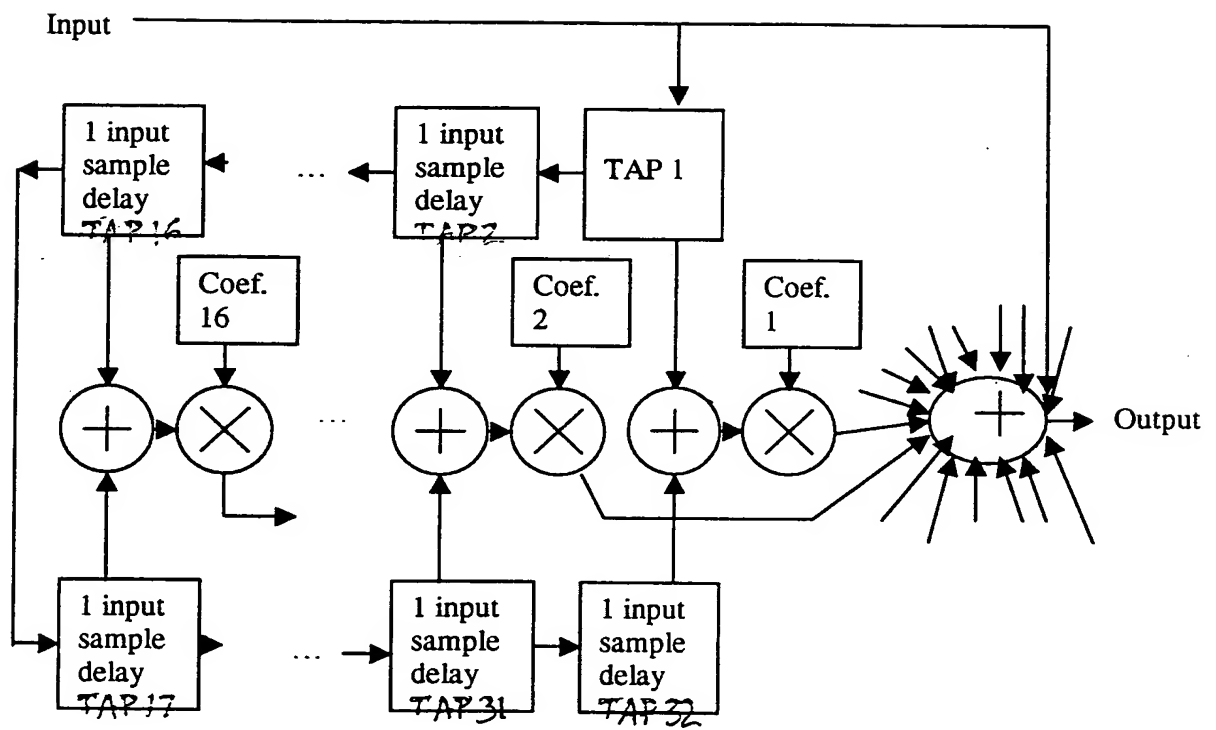 Input
1 input
sample
delay
TAP 16
...
1 input
sample
delay
TAP 2
TAP 1
Coef.
16
Coef.
2
Coef.
1
...
Output
1 input
sample
delay
TAP 17
...
1 input
sample
delay
TAP 31
1 input
sample
delay
TAP 32